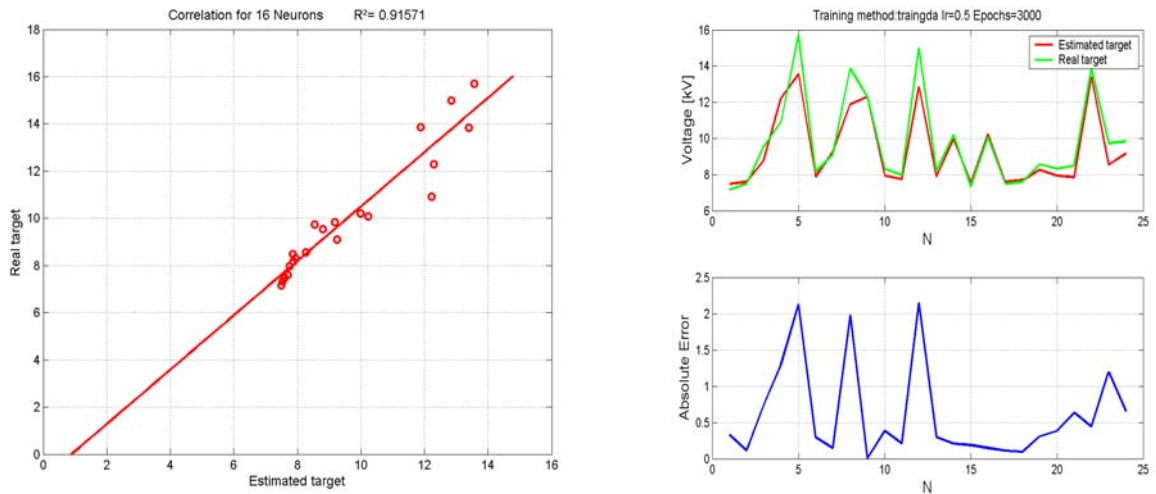 Correlation for 16 Neurons R²= 0.91571
18
16
14
12
10
8
6
4
2
0
Real target
0 2 4 6 8 10 12 14 16
Estimated target
Training method:traingda lr=0.5 Epochs=3000
Estimated target
Real target
16
14
12
10
8
6
Voltage [kV]
0 5 10 15 20 25
N
2.5
2
1.5
1
0.5
0
Absolute Error
0 5 10 15 20 25
N